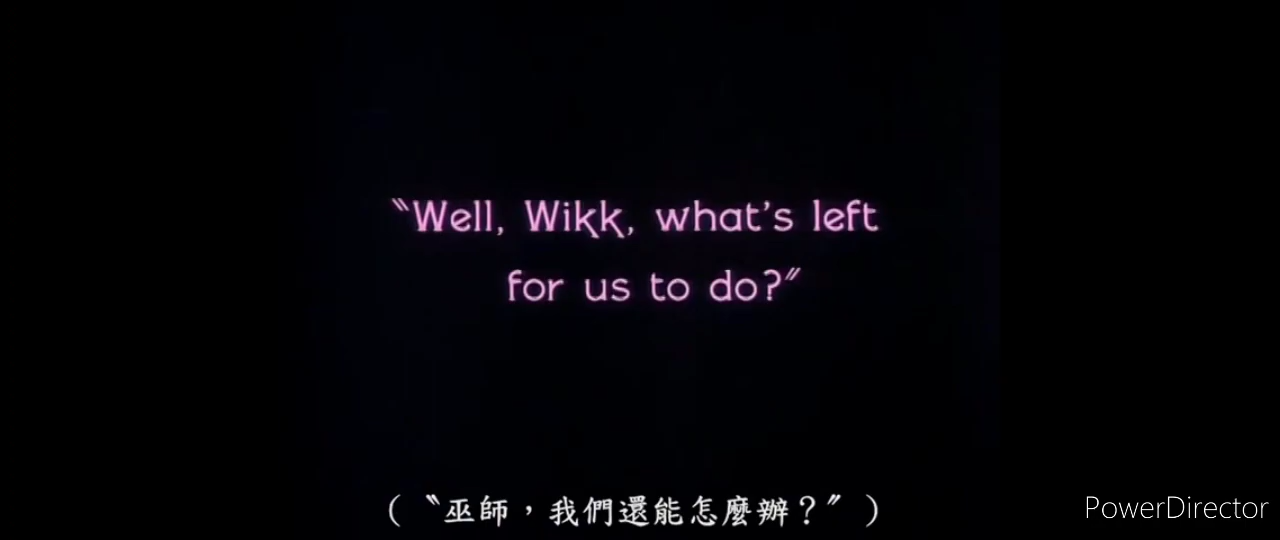 "Well, Wikk, what's left
for us to do?"
(〝巫師，我們還能怎麼辦？〞)
PowerDirector